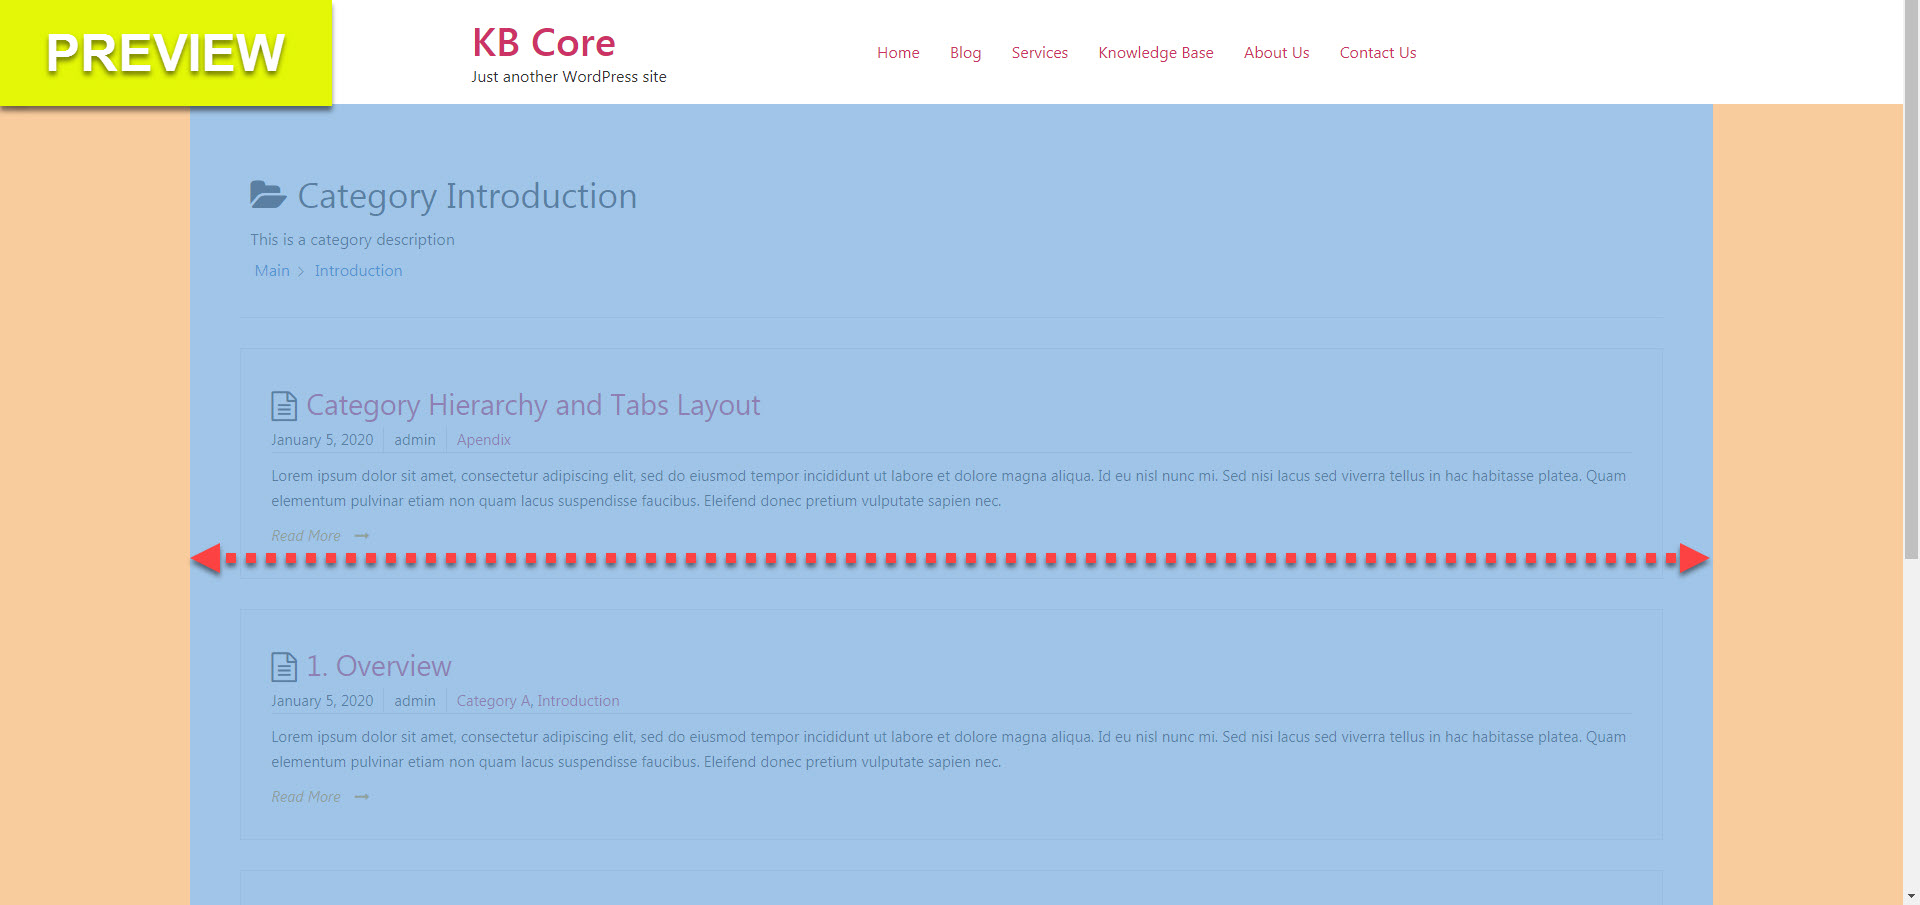 PREVIEW
KB Core
Just another WordPress site
Home Blog Services Knowledge Base About Us Contact Us
Category Introduction
This is a category description
Main > Introduction
Category Hierarchy and Tabs Layout
January 5, 2020 admin Apendix
Lorem ipsum dolor sit amet, consectetur adipiscing elit, sed do eiusmod tempor incididunt ut labore et dolore magna aliqua. Id eu nisl nunc mi. Sed nisi lacus sed viverra tellus in hac habitasse platea. Quam
elementum pulvinar etiam non quam lacus suspendisse faucibus. Eleifend donec pretium vulputate sapien nec.
Read More
1. Overview
January 5, 2020 admin Category A, Introduction
Lorem ipsum dolor sit amet, consectetur adipiscing elit, sed do eiusmod tempor incididunt ut labore et dolore magna aliqua. Id eu nisl nunc mi. Sed nisi lacus sed viverra tellus in hac habitasse platea. Quam
elementum pulvinar etiam non quam lacus suspendisse faucibus. Eleifend donec pretium vulputate sapien nec.
Read More